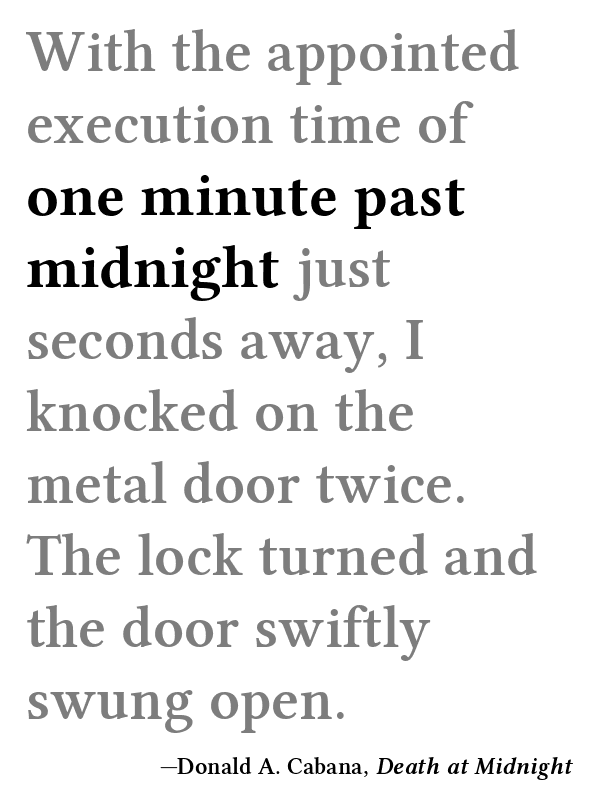 With the appointed
execution time of
one minute past
midnight just
seconds away, I
knocked on the
metal door twice.
The lock turned and
the door swiftly
swung open.
—Donald A. Cabana, Death at Midnight